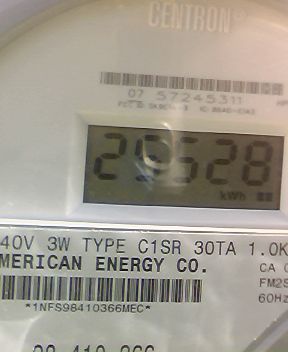 CENTRON®
07 57245311
29528
kWh
40V 3W TYPE C1SR 30TA 1.0K
MERICAN ENERGY CO.
CA 0
FM2S
60Hz
*1NFS98410366MEC*